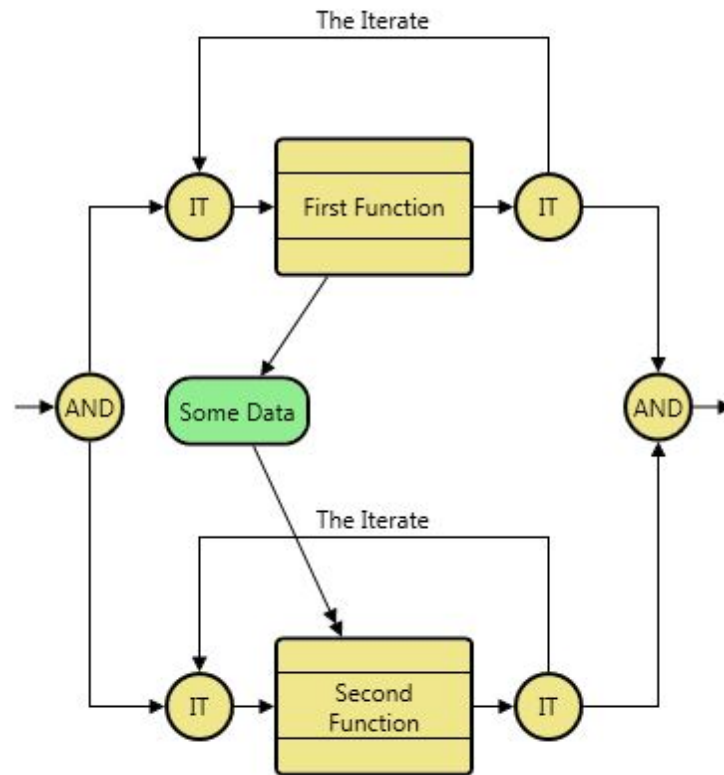 The Iterate
IT
First Function
IT
AND
Some Data
AND
The Iterate
IT
Second
Function
IT